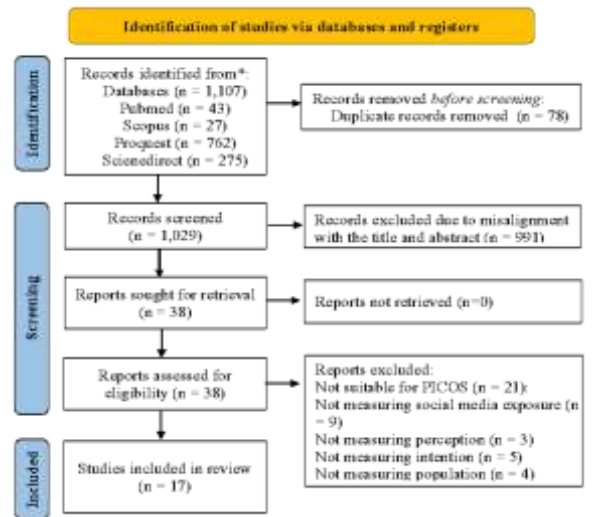 Identification of studies via databases and registers
Identification
Records identified from*:
Databases (n = 1,107)
Pubmed (n = 43)
Scopus (n = 27)
Proquest (n = 762)
Scienedirect (n = 275)
Records removed before screening:
Duplicate records removed (n = 78)
Screening
Records screened
(n = 1,029)
Records excluded due to misalignment
with the title and abstract (n = 991)
Reports sought for retrieval
(n = 38)
Reports not retrieved (n=0)
Reports assessed for
eligibility (n = 38)
Reports excluded:
Not suitable for PICOS (n = 21):
Not measuring social media exposure (n
= 9)
Not measuring perception (n = 3)
Not measuring intention (n = 5)
Not measuring population (n = 4)
Included
Studies included in review
(n = 17)